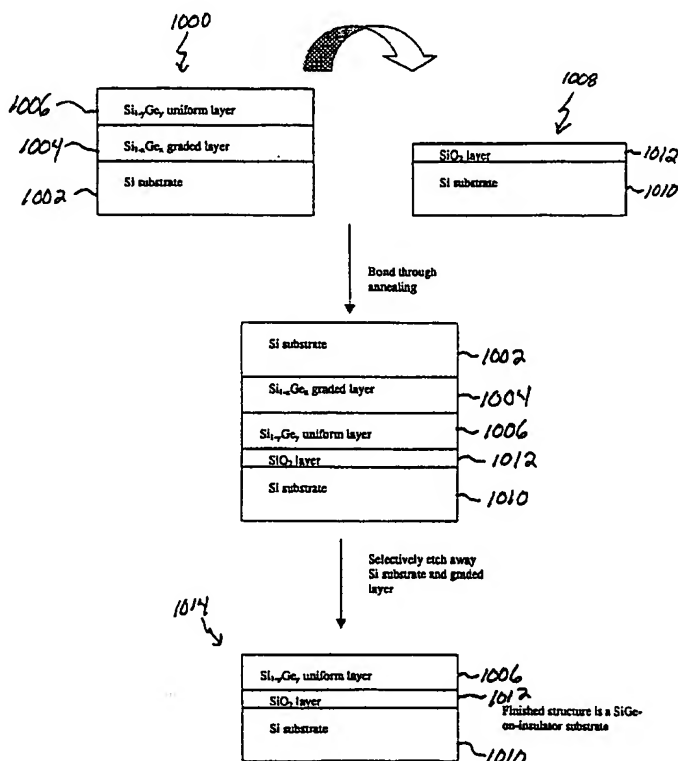 1000
1006
Si₁₋yGey uniform layer
1004
Si₁₋xGex graded layer
1002
Si substrate
1008
SiO₂ layer
1012
Si substrate
1010
Bond through
annealing
Si substrate
1002
Si₁₋xGex graded layer
1004
Si₁₋yGey uniform layer
1006
SiO₂ layer
1012
Si substrate
1010
Selectively etch away
Si substrate and graded
layer
1014
Si₁₋yGey uniform layer
1006
SiO₂ layer
1012
Finished structure is a SiGe-
on-insulator substrate
Si substrate
1010